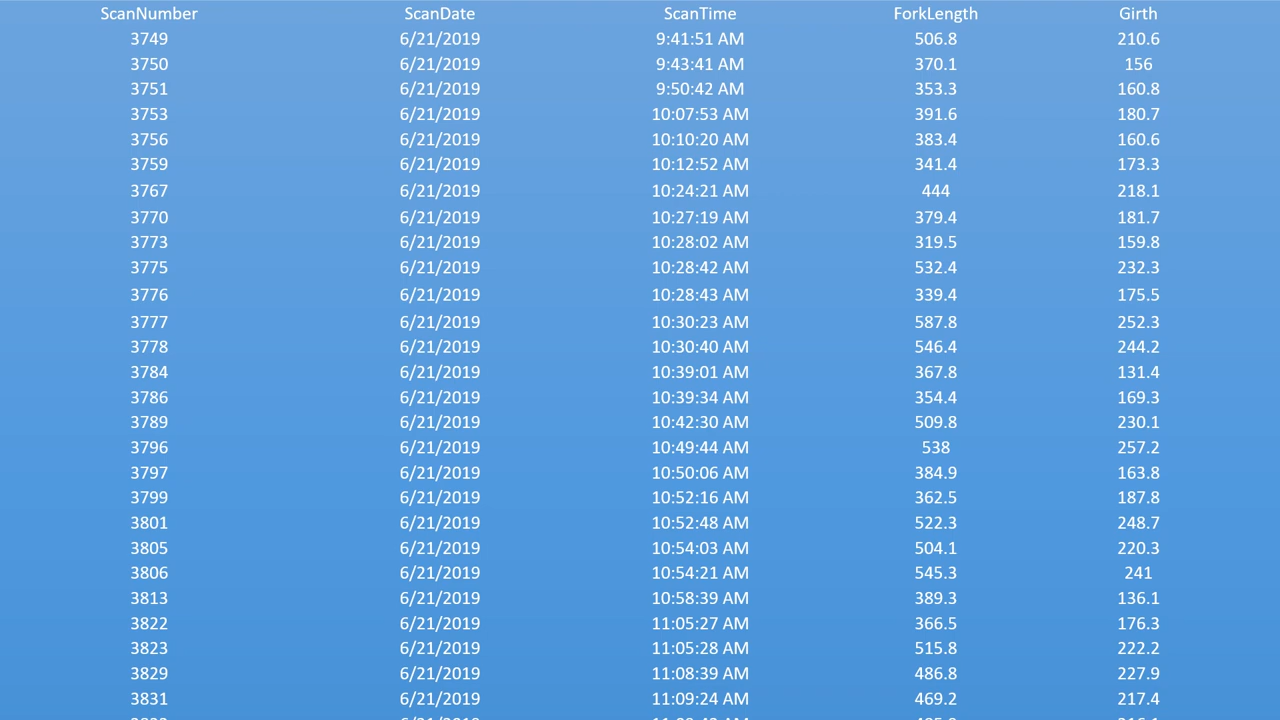 ScanNumber ScanDate ScanTime ForkLength Girth
3749 6/21/2019 9:41:51 AM 506.8 210.6
3750 6/21/2019 9:43:41 AM 370.1 156
3751 6/21/2019 9:50:42 AM 353.3 160.8
3753 6/21/2019 10:07:53 AM 391.6 180.7
3756 6/21/2019 10:10:20 AM 383.4 160.6
3759 6/21/2019 10:12:52 AM 341.4 173.3
3767 6/21/2019 10:24:21 AM 444 218.1
3770 6/21/2019 10:27:19 AM 379.4 181.7
3773 6/21/2019 10:28:02 AM 319.5 159.8
3775 6/21/2019 10:28:42 AM 532.4 232.3
3776 6/21/2019 10:28:43 AM 339.4 175.5
3777 6/21/2019 10:30:23 AM 587.8 252.3
3778 6/21/2019 10:30:40 AM 546.4 244.2
3784 6/21/2019 10:39:01 AM 367.8 131.4
3786 6/21/2019 10:39:34 AM 354.4 169.3
3789 6/21/2019 10:42:30 AM 509.8 230.1
3796 6/21/2019 10:49:44 AM 538 257.2
3797 6/21/2019 10:50:06 AM 384.9 163.8
3799 6/21/2019 10:52:16 AM 362.5 187.8
3801 6/21/2019 10:52:48 AM 522.3 248.7
3805 6/21/2019 10:54:03 AM 504.1 220.3
3806 6/21/2019 10:54:21 AM 545.3 241
3813 6/21/2019 10:58:39 AM 389.3 136.1
3822 6/21/2019 11:05:27 AM 366.5 176.3
3823 6/21/2019 11:05:28 AM 515.8 222.2
3829 6/21/2019 11:08:39 AM 486.8 227.9
3831 6/21/2019 11:09:24 AM 469.2 217.4